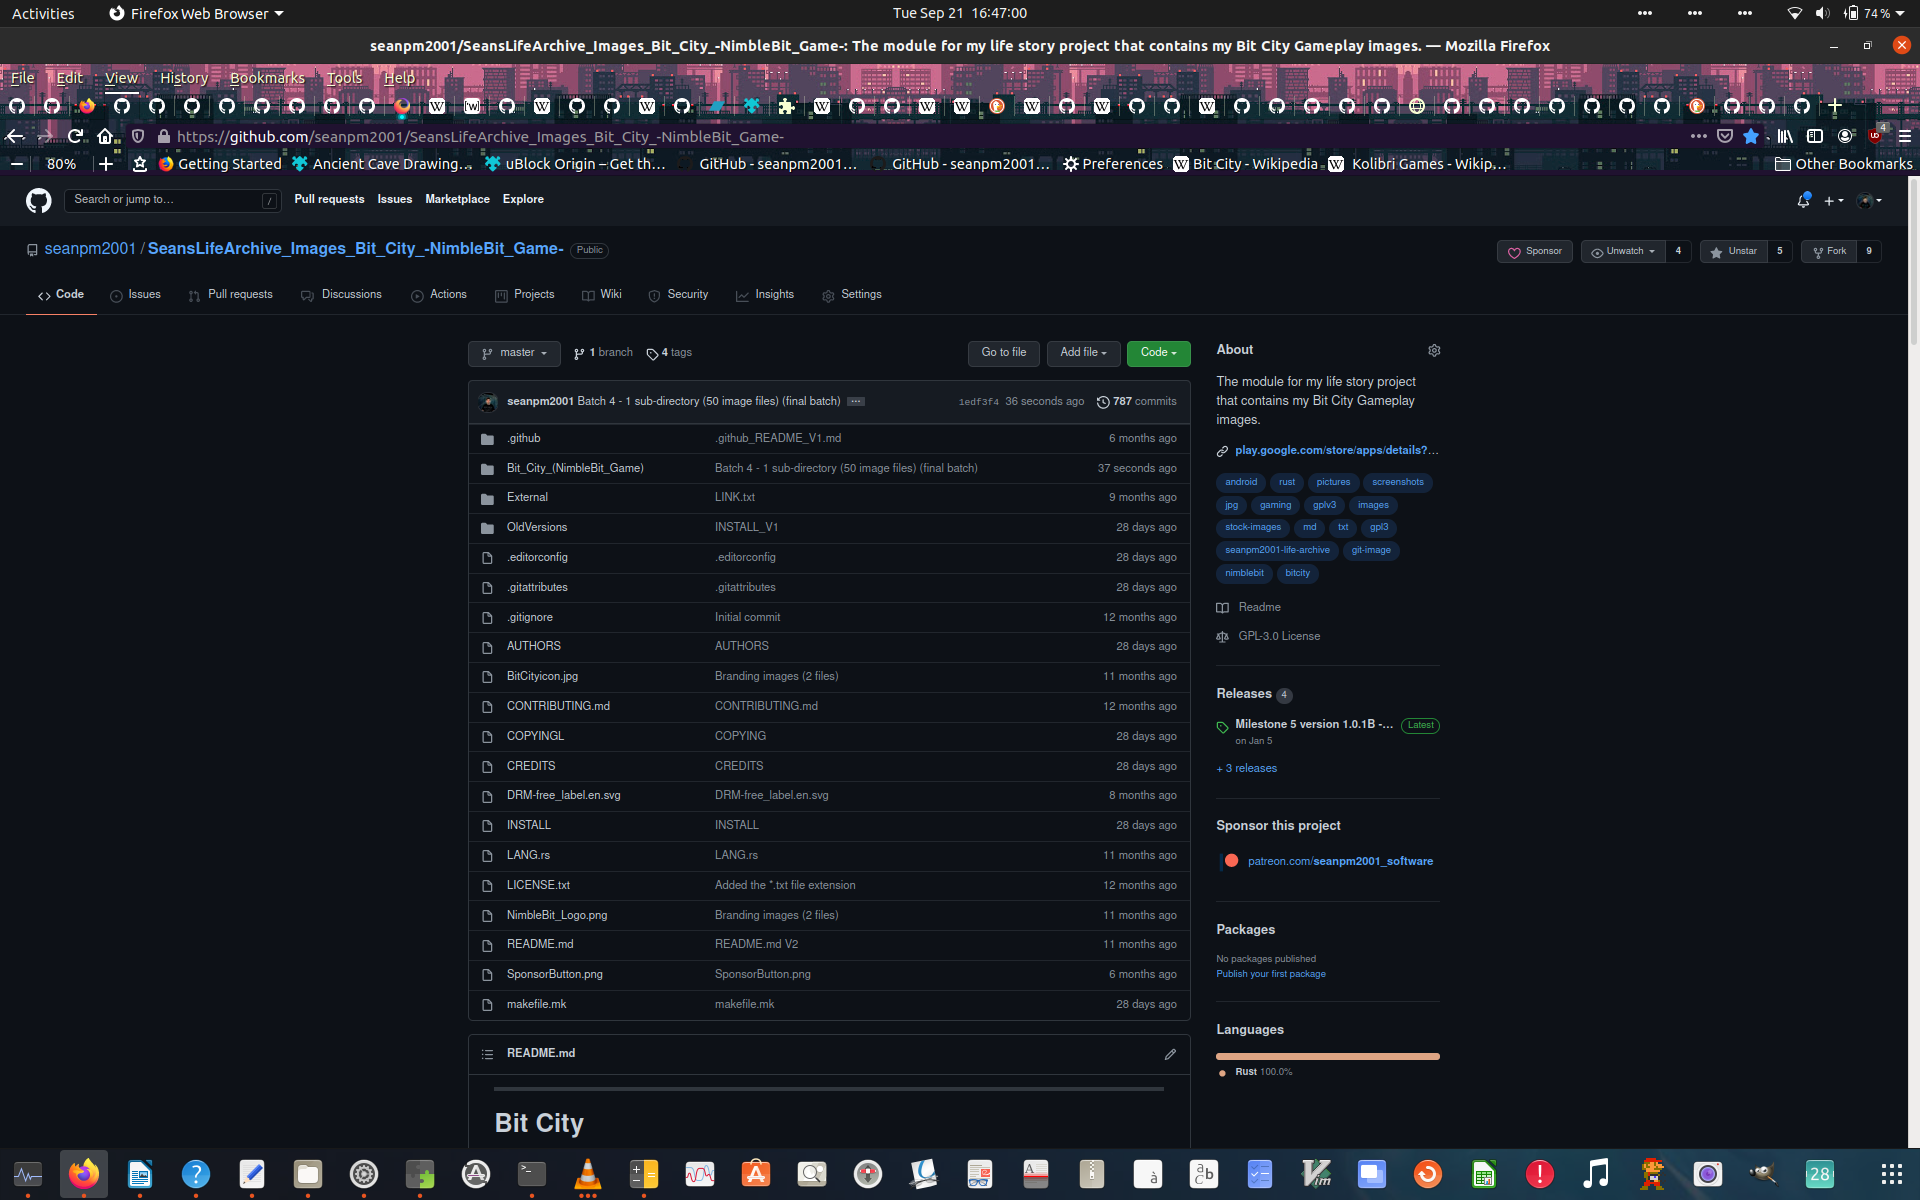 Activities Firefox Web Browser Tue Sep 21 16:47:00 74 %
seanpm2001/SeansLifeArchive_Images_Bit_City_-NimbleBit_Game-: The module for my life story project that contains my Bit City Gameplay images. — Mozilla Firefox
File Edit View History Bookmarks Tools Help
https://github.com/seanpm2001/SeansLifeArchive_Images_Bit_City_-NimbleBit_Game- 4
80% Getting Started Ancient Cave Drawing... uBlock Origin – Get th... GitHub - seanpm2001... GitHub - seanpm2001... Preferences Bit City - Wikipedia Kolibri Games - Wikip... Other Bookmarks
Search or jump to... / Pull requests Issues Marketplace Explore
seanpm2001 / SeansLifeArchive_Images_Bit_City_-NimbleBit_Game- Public Sponsor Unwatch 4 Unstar 5 Fork 9
Code Issues Pull requests Discussions Actions Projects Wiki Security Insights Settings
master 1 branch 4 tags Go to file Add file Code
seanpm2001 Batch 4 - 1 sub-directory (50 image files) (final batch) ... 1edf3f4 36 seconds ago 787 commits
.github .github_README_V1.md 6 months ago
Bit_City_(NimbleBit_Game) Batch 4 - 1 sub-directory (50 image files) (final batch) 37 seconds ago
External LINK.txt 9 months ago
OldVersions INSTALL_V1 28 days ago
.editorconfig .editorconfig 28 days ago
.gitattributes .gitattributes 28 days ago
.gitignore Initial commit 12 months ago
AUTHORS AUTHORS 28 days ago
BitCityicon.jpg Branding images (2 files) 11 months ago
CONTRIBUTING.md CONTRIBUTING.md 12 months ago
COPYINGL COPYING 28 days ago
CREDITS CREDITS 28 days ago
DRM-free_label.en.svg DRM-free_label.en.svg 8 months ago
INSTALL INSTALL 28 days ago
LANG.rs LANG.rs 11 months ago
LICENSE.txt Added the *.txt file extension 12 months ago
NimbleBit_Logo.png Branding images (2 files) 11 months ago
README.md README.md V2 11 months ago
SponsorButton.png SponsorButton.png 6 months ago
makefile.mk makefile.mk 28 days ago
README.md
Bit City
About
The module for my life story project
that contains my Bit City Gameplay
images.
play.google.com/store/apps/details?...
android rust pictures screenshots
jpg gaming gplv3 images
stock-images md txt gpl3
seanpm2001-life-archive git-image
nimblebit bitcity
Readme
GPL-3.0 License
Releases 4
Milestone 5 version 1.0.1B -... Latest
on Jan 5
+ 3 releases
Sponsor this project
patreon.com/seanpm2001_software
Packages
No packages published
Publish your first package
Languages
Rust 100.0%
28